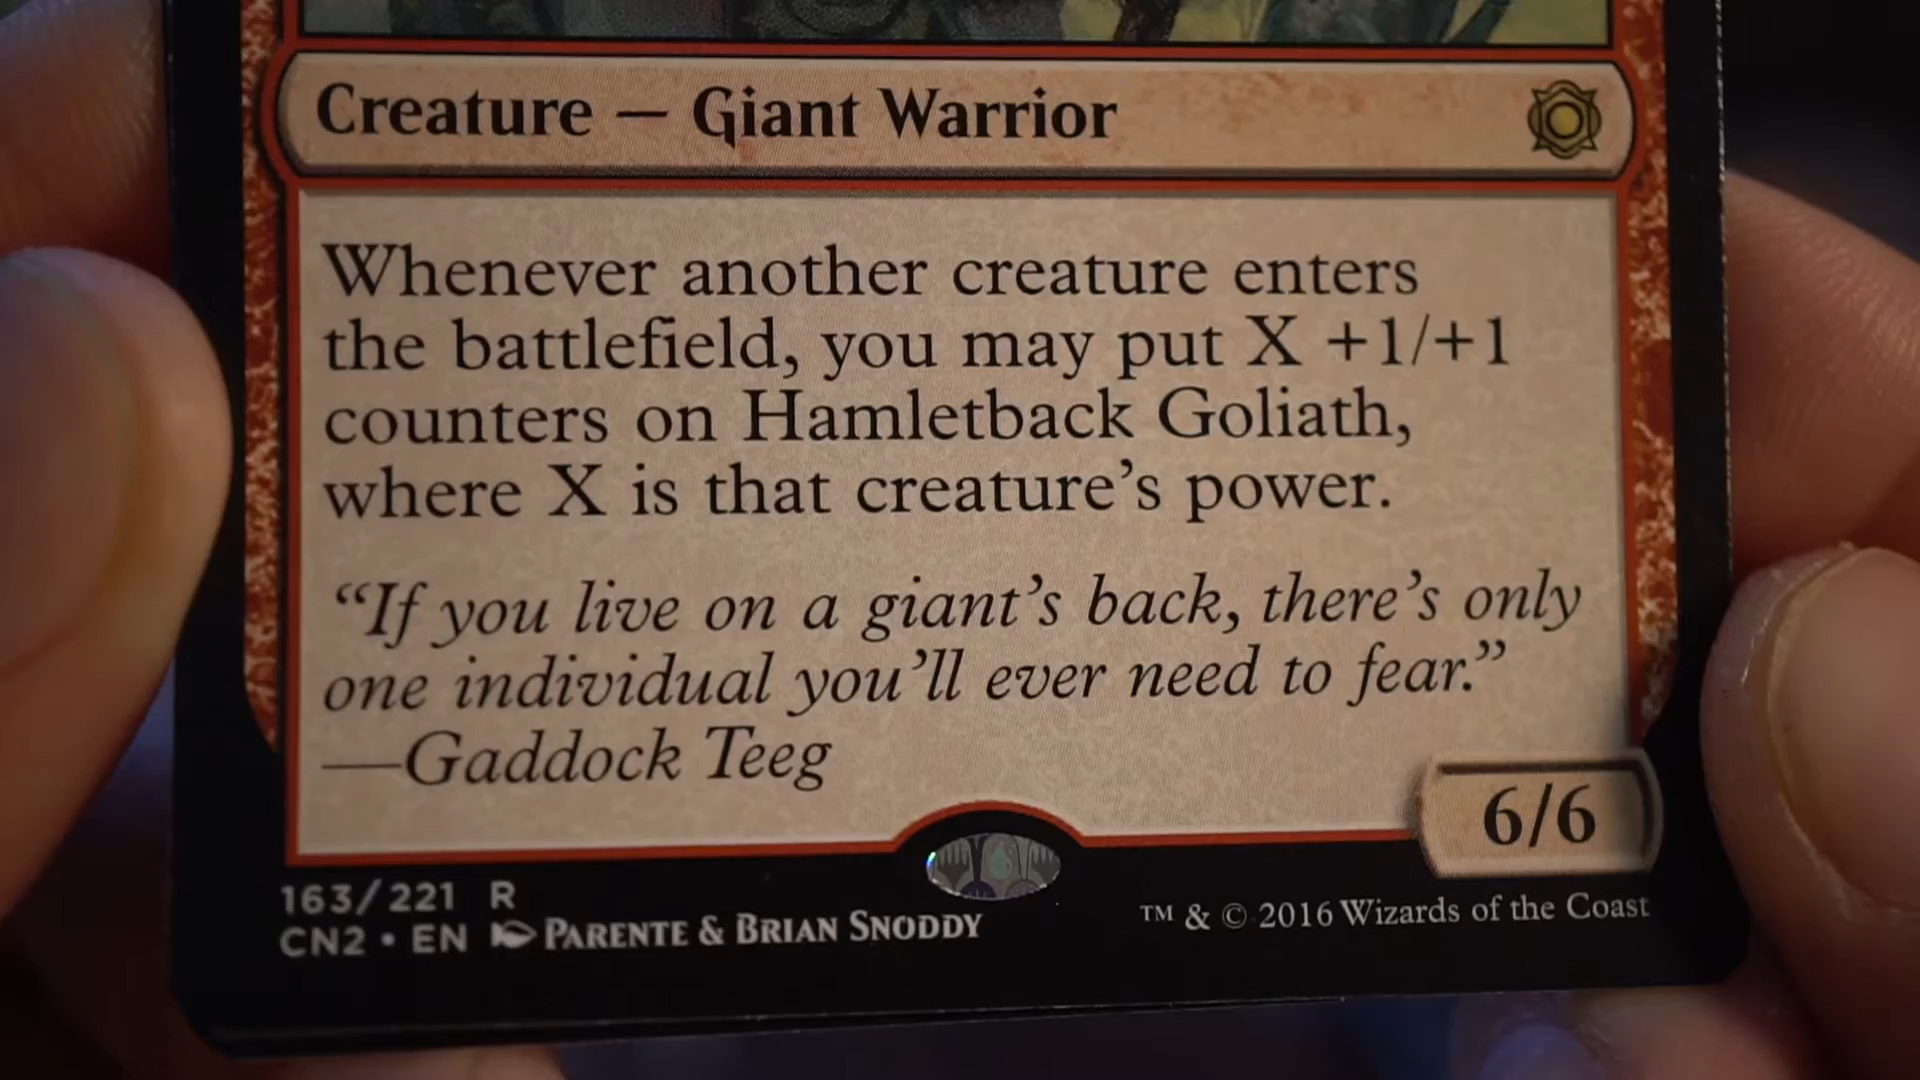 Creature — Giant Warrior
Whenever another creature enters
the battlefield, you may put X +1/+1
counters on Hamletback Goliath,
where X is that creature’s power.
“If you live on a giant’s back, there’s only
one individual you’ll ever need to fear.”
—Gaddock Teeg
6/6
163/221 R
CN2 • EN Parente & Brian Snoddy
™ & © 2016 Wizards of the Coast